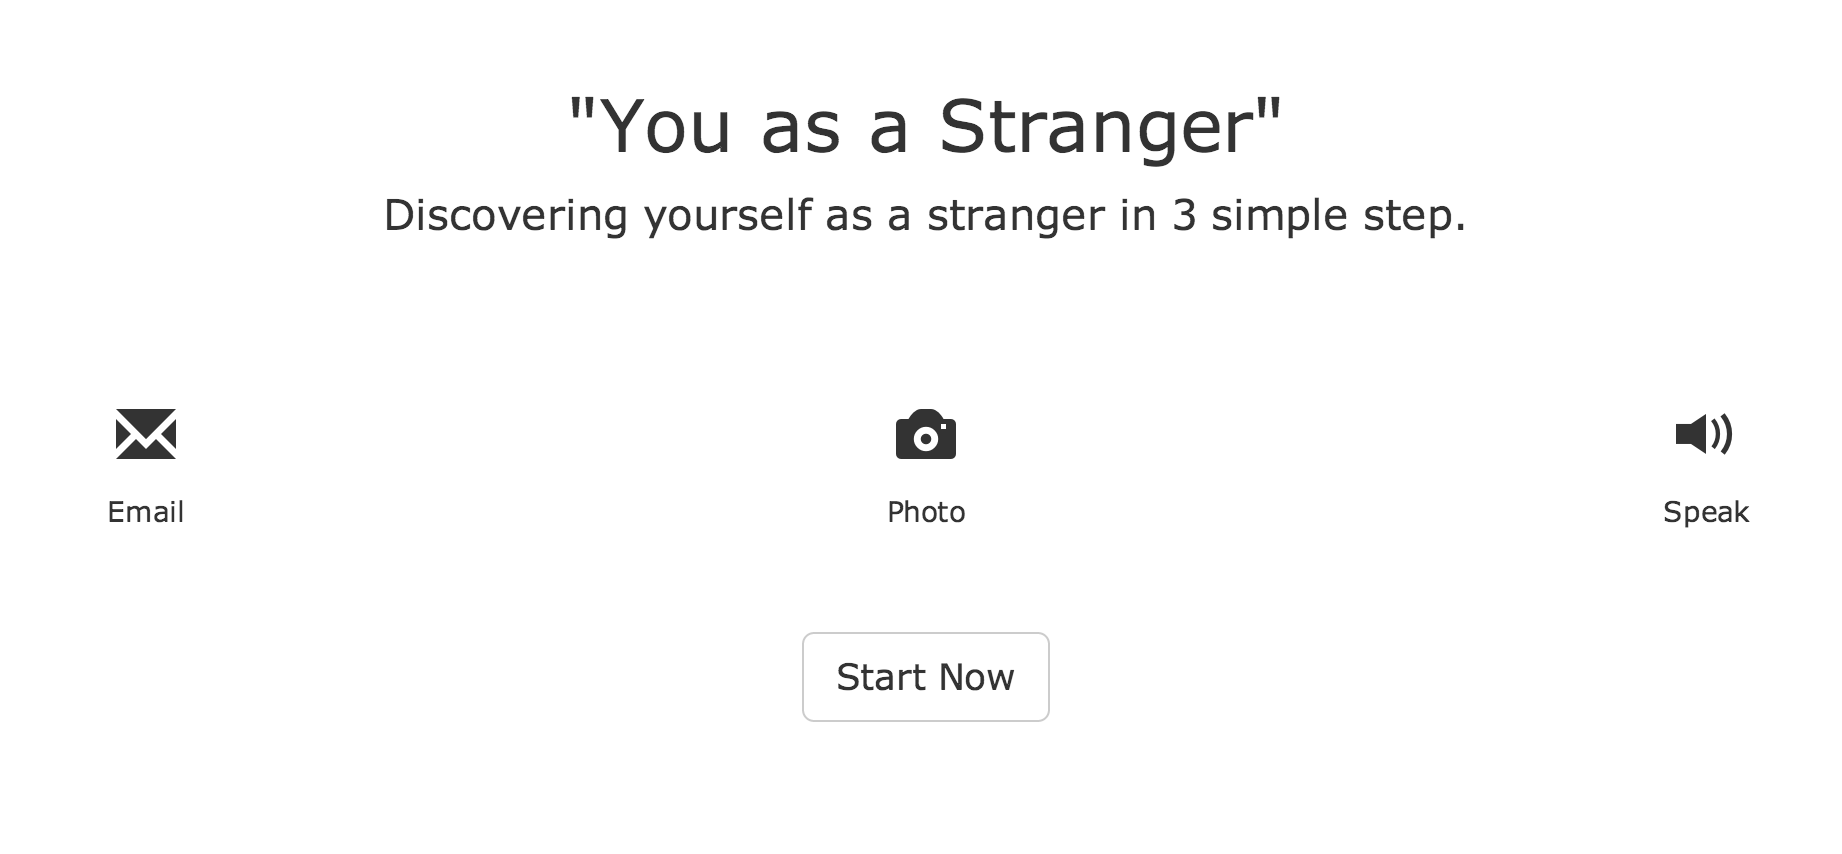 "You as a Stranger"
Discovering yourself as a stranger in 3 simple step.
Email Photo Speak
Start Now